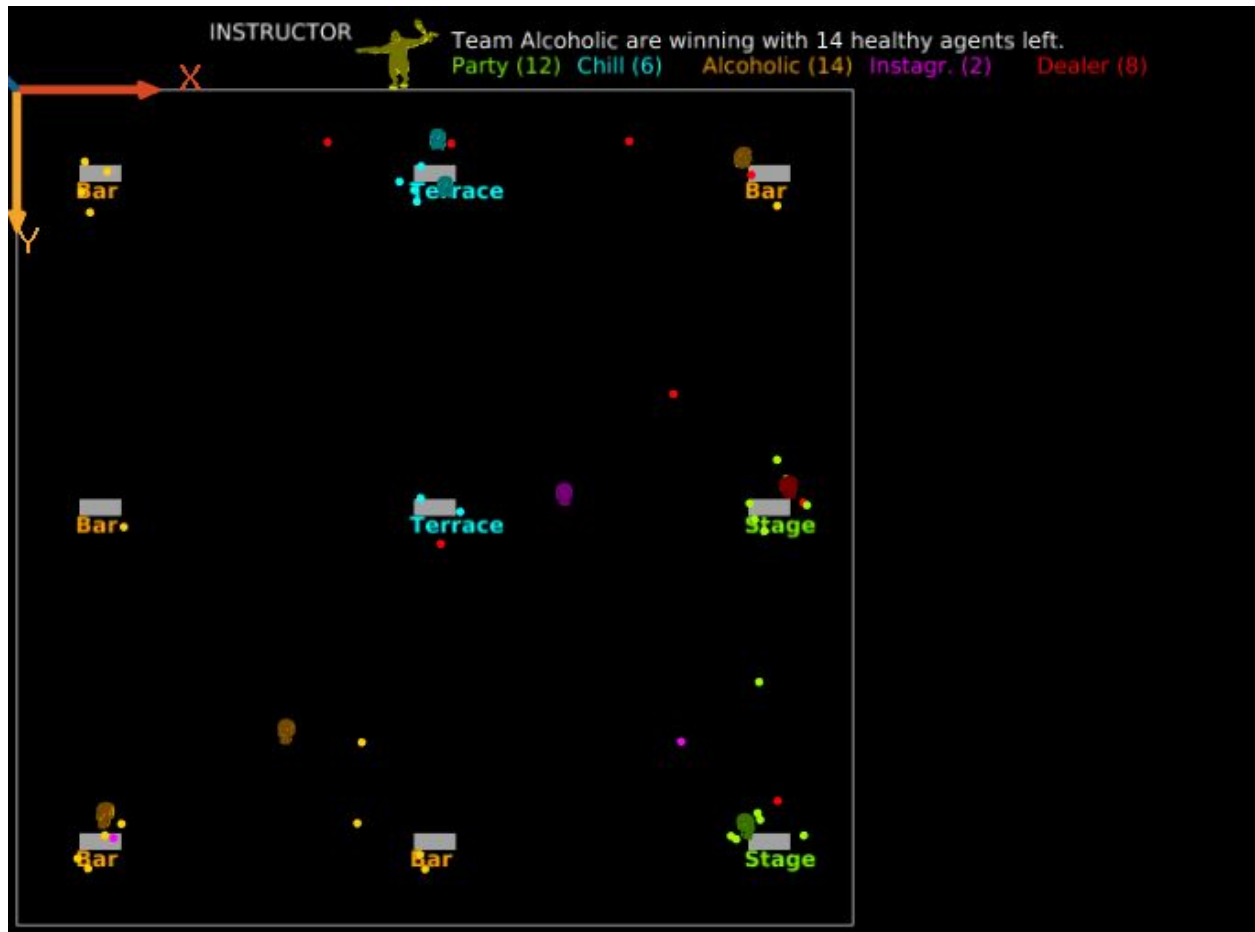 INSTRUCTOR
Team Alcoholic are winning with 14 healthy agents left.
Party (12) Chill (6) Alcoholic (14) Instagr. (2) Dealer (8)
X
Y
Bar Terrace Bar
Bar Terrace Stage
Bar Bar Stage